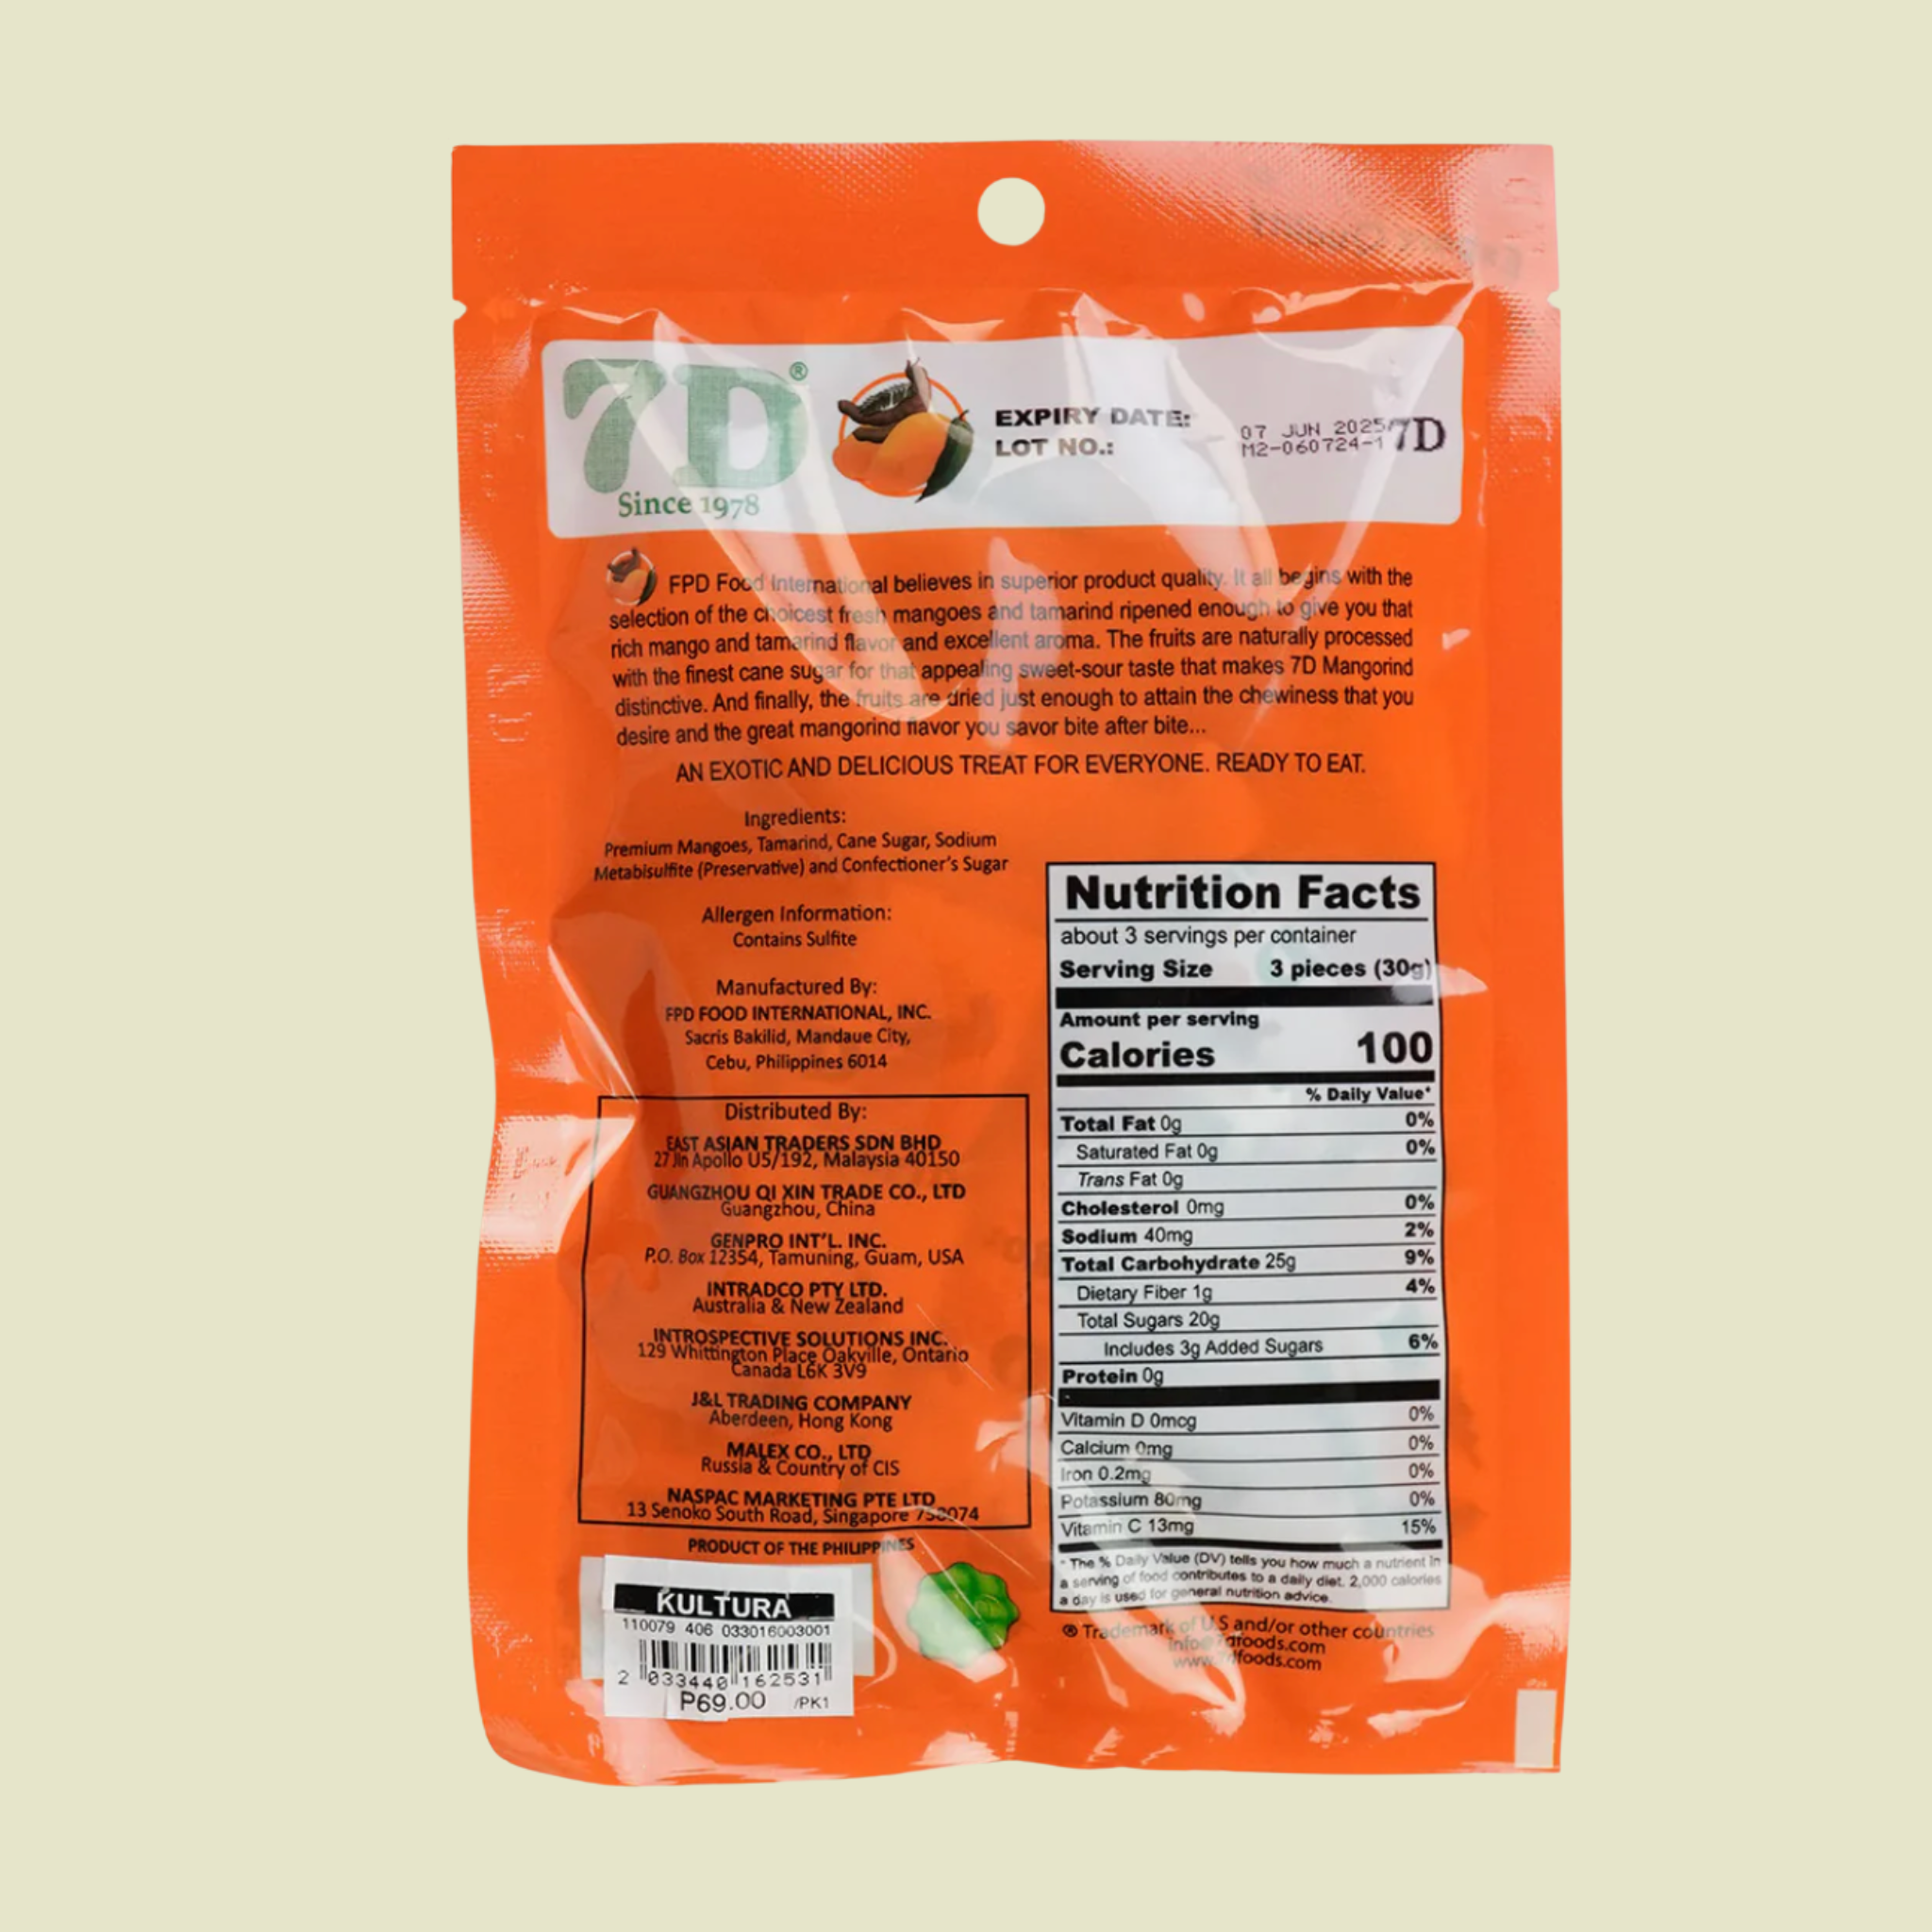 7D®
Since 1978
EXPIRY DATE: 07 JUN 2025
LOT NO.: M2-060724-1
7D
FPD Food International believes in superior product quality. It all begins with the
selection of the choicest fresh mangoes and tamarind ripened enough to give you that
rich mango and tamarind flavor and excellent aroma. The fruits are naturally processed
with the finest cane sugar for that appealing sweet-sour taste that makes 7D Mangorind
distinctive. And finally, the fruits are dried just enough to attain the chewiness that you
desire and the great mangorind flavor you savor bite after bite...
AN EXOTIC AND DELICIOUS TREAT FOR EVERYONE. READY TO EAT.
Ingredients:
Premium Mangoes, Tamarind, Cane Sugar, Sodium
Metabisulfite (Preservative) and Confectioner's Sugar
Allergen Information:
Contains Sulfite
Manufactured By:
FPD FOOD INTERNATIONAL, INC.
Sacris Bakilid, Mandaue City,
Cebu, Philippines 6014
Distributed By:
EAST ASIAN TRADERS SDN BHD
27 Jln Apollo U5/192, Malaysia 40150
GUANGZHOU QI XIN TRADE CO., LTD
Guangzhou, China
GENPRO INT'L. INC.
P.O. Box 12354, Tamuning, Guam, USA
INTRADCO PTY LTD.
Australia & New Zealand
INTROSPECTIVE SOLUTIONS INC.
129 Whittington Place Oakville, Ontario
Canada L6K 3V9
J&L TRADING COMPANY
Aberdeen, Hong Kong
MALEX CO., LTD
Russia & Country of CIS
NASPAC MARKETING PTE LTD
13 Senoko South Road, Singapore 758074
PRODUCT OF THE PHILIPPINES
KULTURA
110079 406 033016003001
2 033440 162531
P69.00 /PK1
Nutrition Facts
about 3 servings per container
Serving Size 3 pieces (30g)
Amount per serving
Calories 100
% Daily Value*
Total Fat 0g 0%
Saturated Fat 0g 0%
Trans Fat 0g
Cholesterol 0mg 0%
Sodium 40mg 2%
Total Carbohydrate 25g 9%
Dietary Fiber 1g 4%
Total Sugars 20g
Includes 3g Added Sugars 6%
Protein 0g
Vitamin D 0mcg 0%
Calcium 0mg 0%
Iron 0.2mg 0%
Potassium 80mg 0%
Vitamin C 13mg 15%
* The % Daily Value (DV) tells you how much a nutrient in
a serving of food contributes to a daily diet. 2,000 calories
a day is used for general nutrition advice.
® Trademark of U.S and/or other countries
info@7dfoods.com
www.7dfoods.com